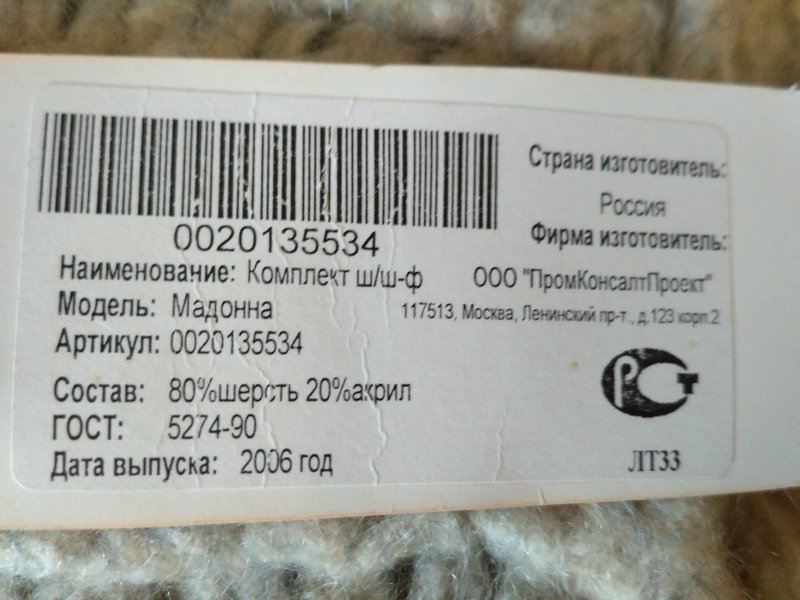 0020135534
Наименование: Комплект ш/ш-ф
Модель: Мадонна
Артикул: 0020135534
Состав: 80%шерсть 20%акрил
ГОСТ: 5274-90
Дата выпуска: 2006 год
Страна изготовитель:
Россия
Фирма изготовитель:
ООО "ПромКонсалтПроект"
117513, Москва, Ленинский пр-т., д.123 корп.2
РСТ
ЛТ33